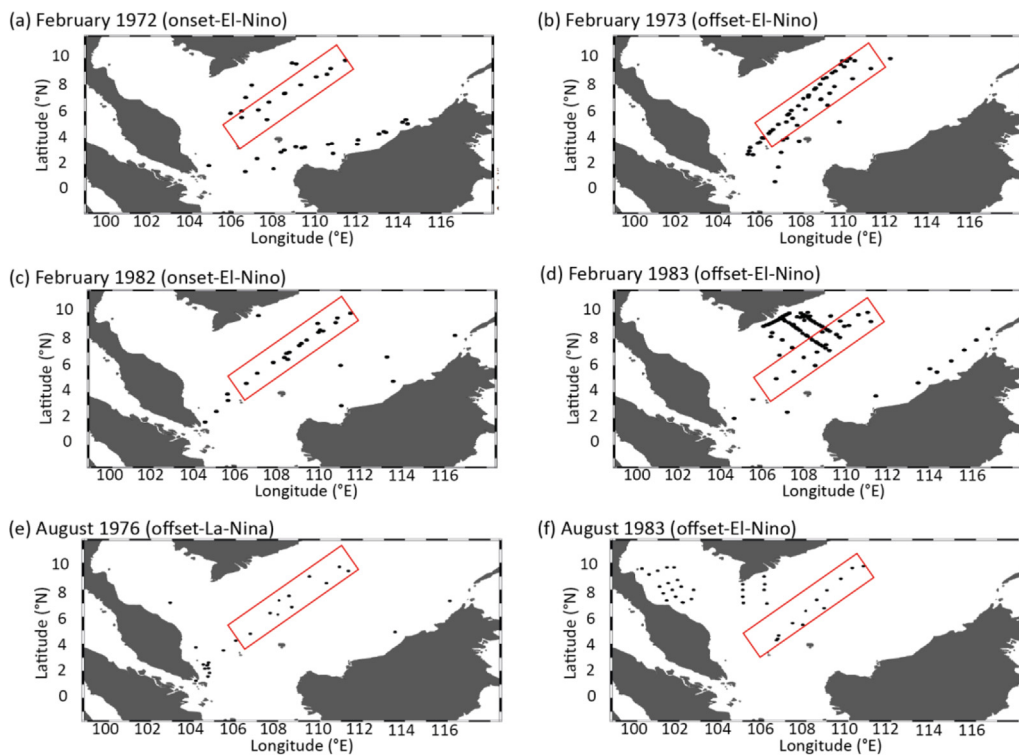 (a) February 1972 (onset-El-Nino)
10
8
6
4
2
0
Latitude (°N)
100 102 104 106 108 110 112 114 116
Longitude (°E)
(b) February 1973 (offset-El-Nino)
10
8
6
4
2
0
Latitude (°N)
100 102 104 106 108 110 112 114 116
Longitude (°E)
(c) February 1982 (onset-El-Nino)
10
8
6
4
2
0
Latitude (°N)
100 102 104 106 108 110 112 114 116
Longitude (°E)
(d) February 1983 (offset-El-Nino)
10
8
6
4
2
0
Latitude (°N)
100 102 104 106 108 110 112 114 116
Longitude (°E)
(e) August 1976 (offset-La-Nina)
10
8
6
4
2
0
Latitude (°N)
100 102 104 106 108 110 112 114 116
Longitude (°E)
(f) August 1983 (offset-El-Nino)
10
8
6
4
2
0
Latitude (°N)
100 102 104 106 108 110 112 114 116
Longitude (°E)